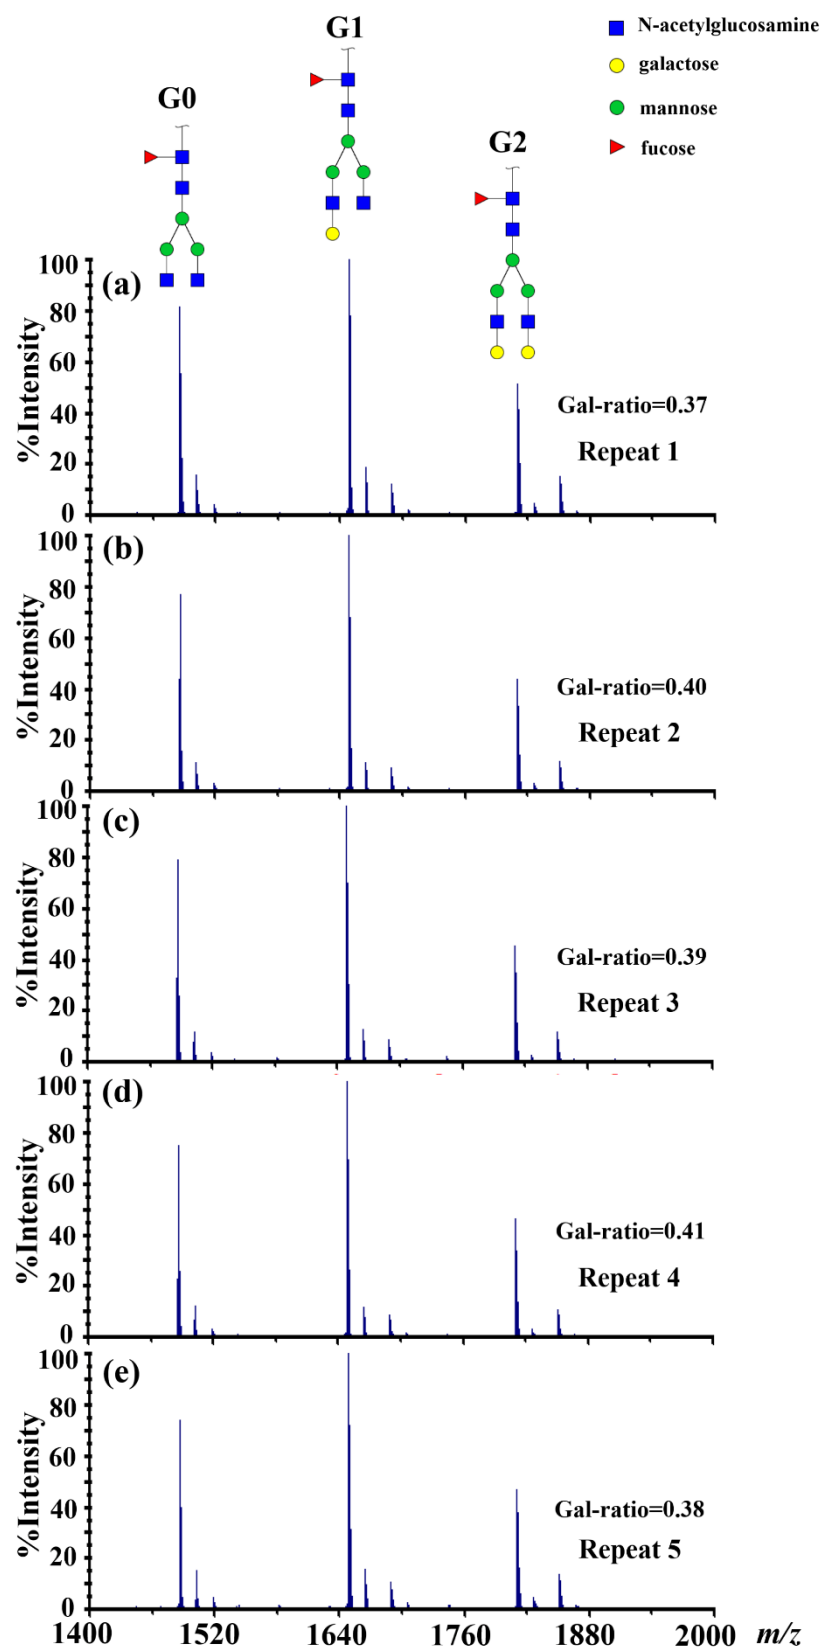 G0
G1
G2
N-acetylglucosamine
galactose
mannose
fucose
(a)
100
80
60
40
20
0
%Intensity
Gal-ratio=0.37
Repeat 1
(b)
100
80
60
40
20
0
%Intensity
Gal-ratio=0.40
Repeat 2
(c)
100
80
60
40
20
0
%Intensity
Gal-ratio=0.39
Repeat 3
(d)
100
80
60
40
20
0
%Intensity
Gal-ratio=0.41
Repeat 4
(e)
100
80
60
40
20
0
%Intensity
Gal-ratio=0.38
Repeat 5
1400 1520 1640 1760 1880 2000 m/z